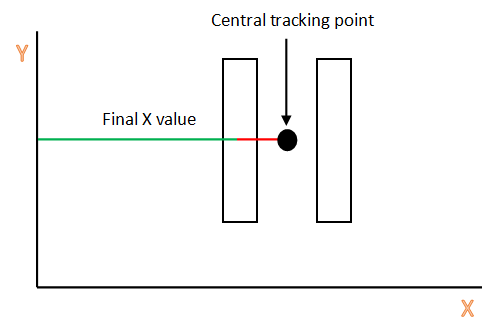 Central tracking point
Y
Final X value
X